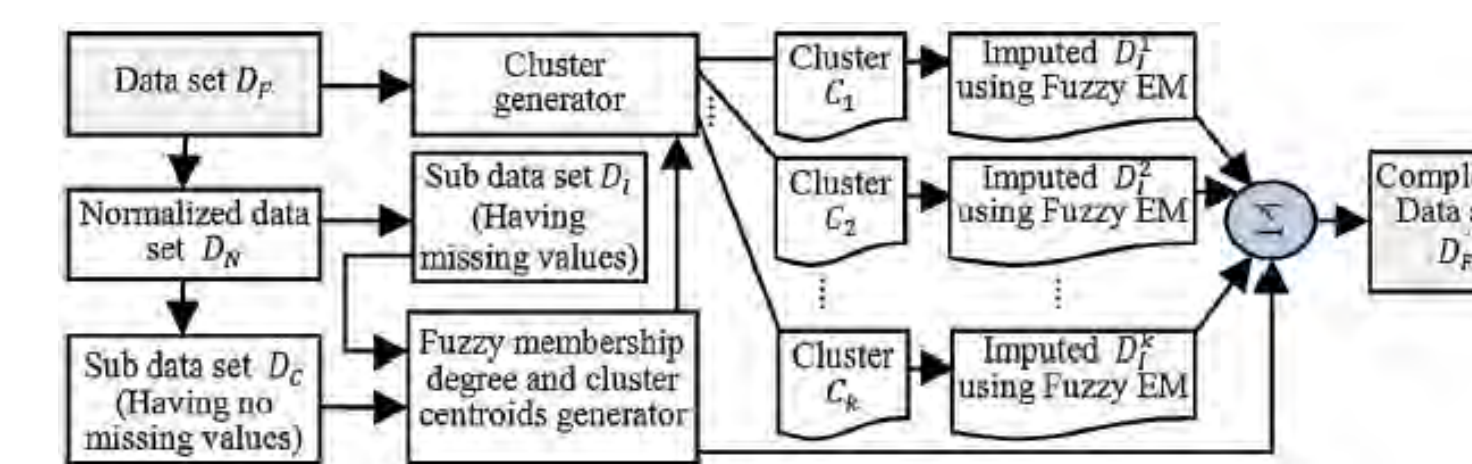 Data set D_F
Cluster
generator
Normalized data
set D_N
Sub data set D_I
(Having
missing values)
Sub data set D_C
(Having no
missing values)
Fuzzy membership
degree and cluster
centroids generator
Cluster
C_1
Imputed D_I^1
using Fuzzy EM
Cluster
C_2
Imputed D_I^2
using Fuzzy EM
Cluster
C_k
Imputed D_I^k
using Fuzzy EM
Σ
Data